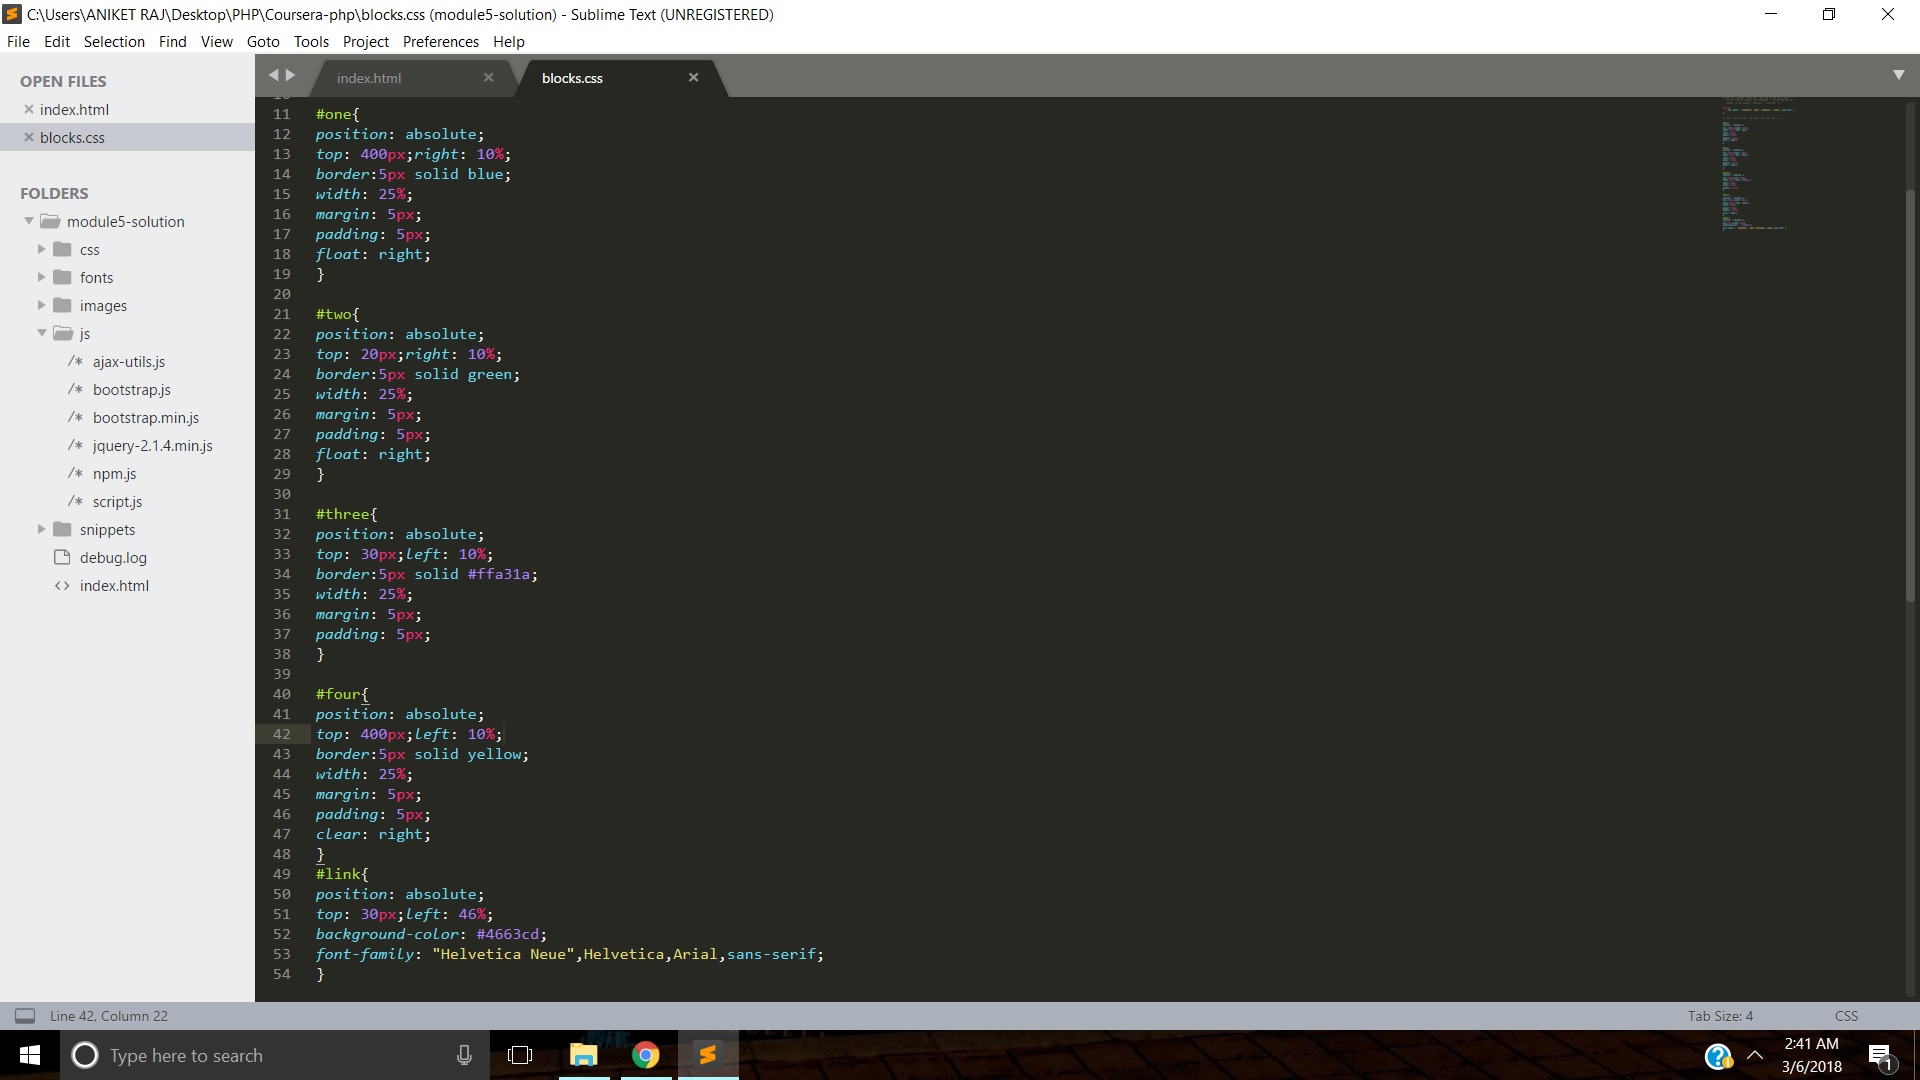 C:\Users\ANIKET RAJ\Desktop\PHP\Coursera-php\blocks.css (module5-solution) - Sublime Text (UNREGISTERED)
File Edit Selection Find View Goto Tools Project Preferences Help
OPEN FILES
index.html
blocks.css
FOLDERS
module5-solution
css
fonts
images
js
/* ajax-utils.js
/* bootstrap.js
/* bootstrap.min.js
/* jquery-2.1.4.min.js
/* npm.js
/* script.js
snippets
debug.log
<> index.html
index.html blocks.css
11 #one{
12 position: absolute;
13 top: 400px;right: 10%;
14 border:5px solid blue;
15 width: 25%;
16 margin: 5px;
17 padding: 5px;
18 float: right;
19 }
20
21 #two{
22 position: absolute;
23 top: 20px;right: 10%;
24 border:5px solid green;
25 width: 25%;
26 margin: 5px;
27 padding: 5px;
28 float: right;
29 }
30
31 #three{
32 position: absolute;
33 top: 30px;left: 10%;
34 border:5px solid #ffa31a;
35 width: 25%;
36 margin: 5px;
37 padding: 5px;
38 }
39
40 #four{
41 position: absolute;
42 top: 400px;left: 10%;
43 border:5px solid yellow;
44 width: 25%;
45 margin: 5px;
46 padding: 5px;
47 clear: right;
48 }
49 #link{
50 position: absolute;
51 top: 30px;left: 46%;
52 background-color: #4663cd;
53 font-family: "Helvetica Neue",Helvetica,Arial,sans-serif;
54 }
Line 42, Column 22 Tab Size: 4 CSS
Type here to search
2:41 AM
3/6/2018
1